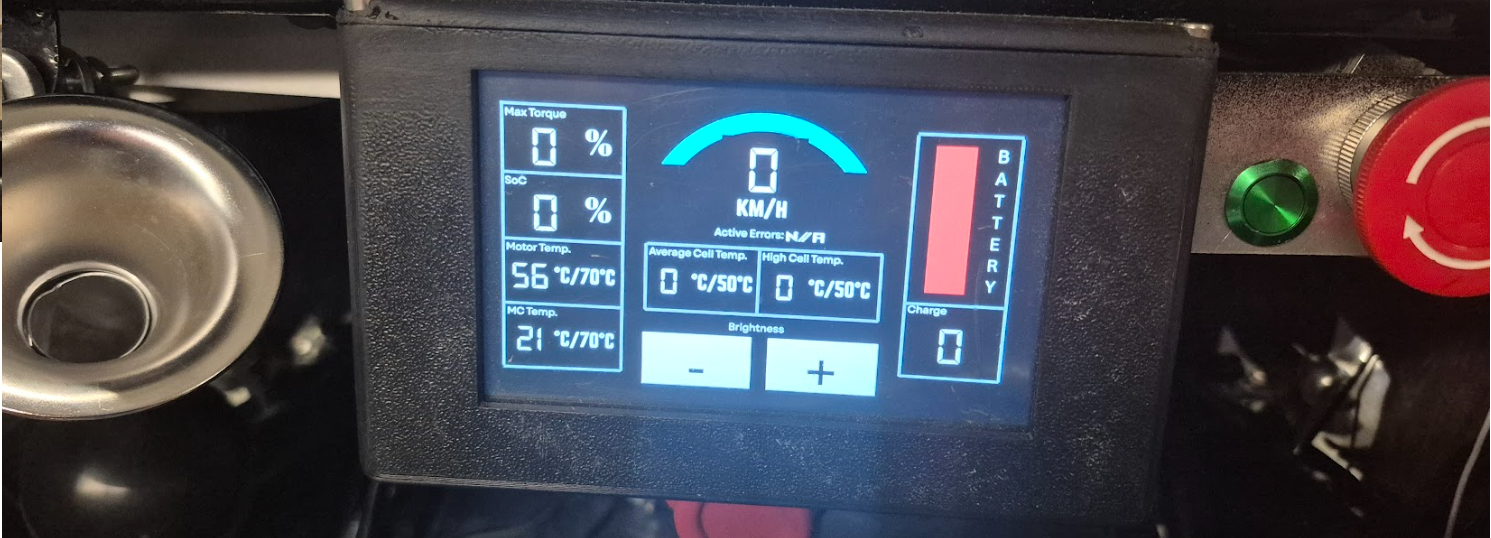 Max Torque
0 %
SoC
0 %
Motor Temp.
56 °C/70°C
MC Temp.
21 °C/70°C
0
KM/H
Active Errors: N/A
Average Cell Temp.
0 °C/50°C
High Cell Temp.
0 °C/50°C
Brightness
- +
BATTERY
Charge
0